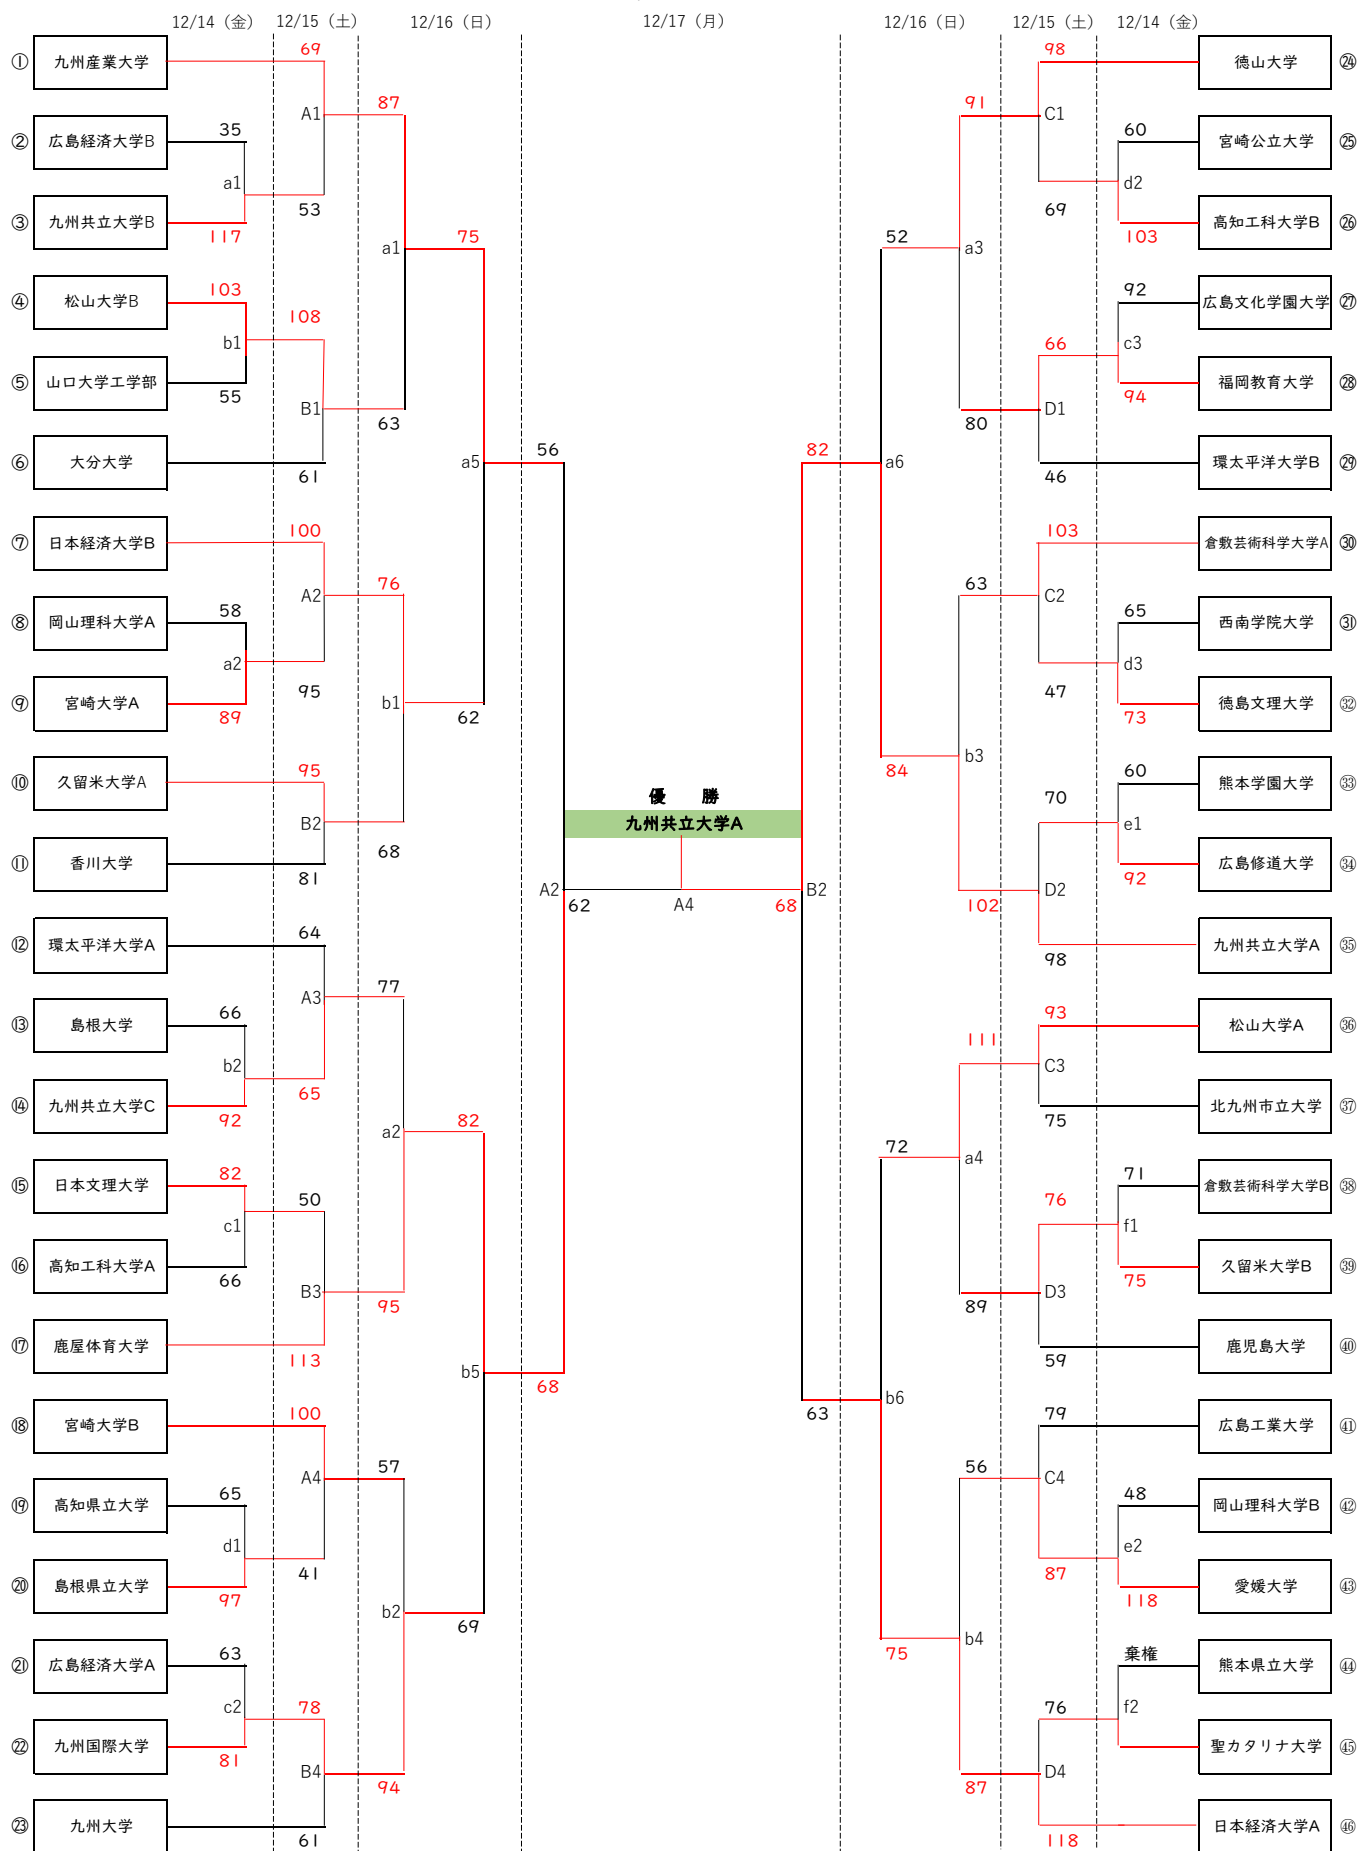 12/14（金） 12/15（土） 12/16（日） 12/17（月） 12/16（日） 12/15（土） 12/14（金）
① 九州産業大学 69 98 徳山大学 ㉔
A1 87 91 C1
② 広島経済大学B 35 60 宮崎公立大学 ㉕
a1 d2
53 69
③ 九州共立大学B 117 103 高知工科大学B ㉖
a1 75 52 a3
④ 松山大学B 103 92 広島文化学園大学 ㉗
b1 108 66 c3
⑤ 山口大学工学部 55 94 福岡教育大学 ㉘
B1 63 80 D1
⑥ 大分大学 61 46 環太平洋大学B ㉙
a5 56 82 a6
⑦ 日本経済大学B 100 103 倉敷芸術科学大学A ㉚
A2 76 63 C2
⑧ 岡山理科大学A 58 65 西南学院大学 ㉛
a2 d3
95 47
⑨ 宮崎大学A 89 73 徳島文理大学 ㉜
b1 62 84 b3
⑩ 久留米大学A 95 60 熊本学園大学 ㉝
優　勝
70
B2 九州共立大学A e1
68
⑪ 香川大学 81 92 広島修道大学 ㉞
A2 62 A4 68 B2 102 D2
⑫ 環太平洋大学A 64 98 九州共立大学A ㉟
A3 77
⑬ 島根大学 66 93 松山大学A ㊱
b2 65 111 C3
⑭ 九州共立大学C 92 75 北九州市立大学 ㊲
a2 82 72 a4
⑮ 日本文理大学 82 50 76 71 倉敷芸術科学大学B ㊳
c1 f1
⑯ 高知工科大学A 66 75 久留米大学B ㊴
B3 95 89 D3
⑰ 鹿屋体育大学 113 59 鹿児島大学 ㊵
b5 68 63 b6
⑱ 宮崎大学B 100 79 広島工業大学 ㊶
A4 57 56 C4
⑲ 高知県立大学 65 48 岡山理科大学B ㊷
d1 e2
41 87
⑳ 島根県立大学 97 118 愛媛大学 ㊸
b2 69 75 b4
㉑ 広島経済大学A 63 棄権 熊本県立大学 ㊹
c2 78 76 f2
㉒ 九州国際大学 81 聖カタリナ大学 ㊺
B4 94 87 D4
㉓ 九州大学 61 118 日本経済大学A ㊻